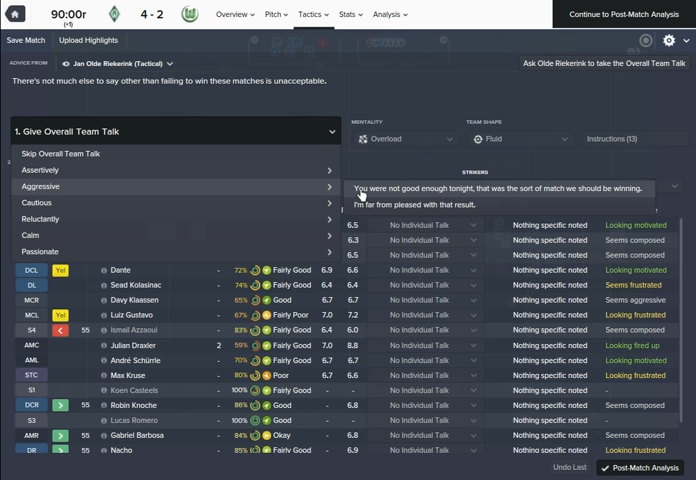 90:00r
(+1)
4 - 2
Overview
Pitch
Tactics
Stats
Analysis
Continue to Post-Match Analysis
Save Match
Upload Highlights
ADVICE FROM
Jan Olde Riekerink (Tactical)
Ask Olde Riekerink to take the Overall Team Talk
There's not much else to say other than failing to win these matches is unacceptable.
MENTALITY
TEAM SHAPE
1. Give Overall Team Talk
Overload
Fluid
Instructions (13)
Skip Overall Team Talk
Assertively
STRIKERS
Aggressive
You were not good enough tonight, that was the sort of match we should be winning.
Cautious
I'm far from pleased with that result.
Reluctantly
6.5 No Individual Talk Nothing specific noted Looking motivated
Calm
6.3 No Individual Talk Nothing specific noted Seems composed
Passionate
6.5 No Individual Talk Nothing specific noted Seems composed
DCL Yel Dante - 72% Fairly Good 6.9 6.6 No Individual Talk Nothing specific noted Looking motivated
DL Sead Kolasinac - 74% Fairly Good 6.4 6.4 No Individual Talk Nothing specific noted Seems frustrated
MCR Davy Klaassen - 65% Good 6.7 6.7 No Individual Talk Nothing specific noted Seems aggressive
MCL Yel Luiz Gustavo - 67% Fairly Poor 7.0 7.2 No Individual Talk Nothing specific noted Looking frustrated
S4 55 Ismail Azzaoui - 83% Fairly Good 6.4 6.0 No Individual Talk Nothing specific noted Seems composed
AMC Julian Draxler 2 59% Good 7.0 8.8 No Individual Talk Nothing specific noted Looking fired up
AML André Schürrle - 70% Fairly Good 6.7 6.7 No Individual Talk Nothing specific noted Looking motivated
STC Max Kruse - 80% Poor 6.7 6.6 No Individual Talk Nothing specific noted Looking frustrated
S1 Koen Casteels - 100% Fairly Good - No Individual Talk Nothing specific noted -
DCR 55 Robin Knoche - 86% Good 6.8 No Individual Talk Nothing specific noted Seems composed
S3 Lucas Romero - 100% Good - No Individual Talk Nothing specific noted -
AMR 55 Gabriel Barbosa - 84% Okay 6.8 No Individual Talk Nothing specific noted Seems composed
DR 55 Nacho - 85% Fairly Good 6.9 No Individual Talk Nothing specific noted Looking frustrated
Undo Last
Post-Match Analysis